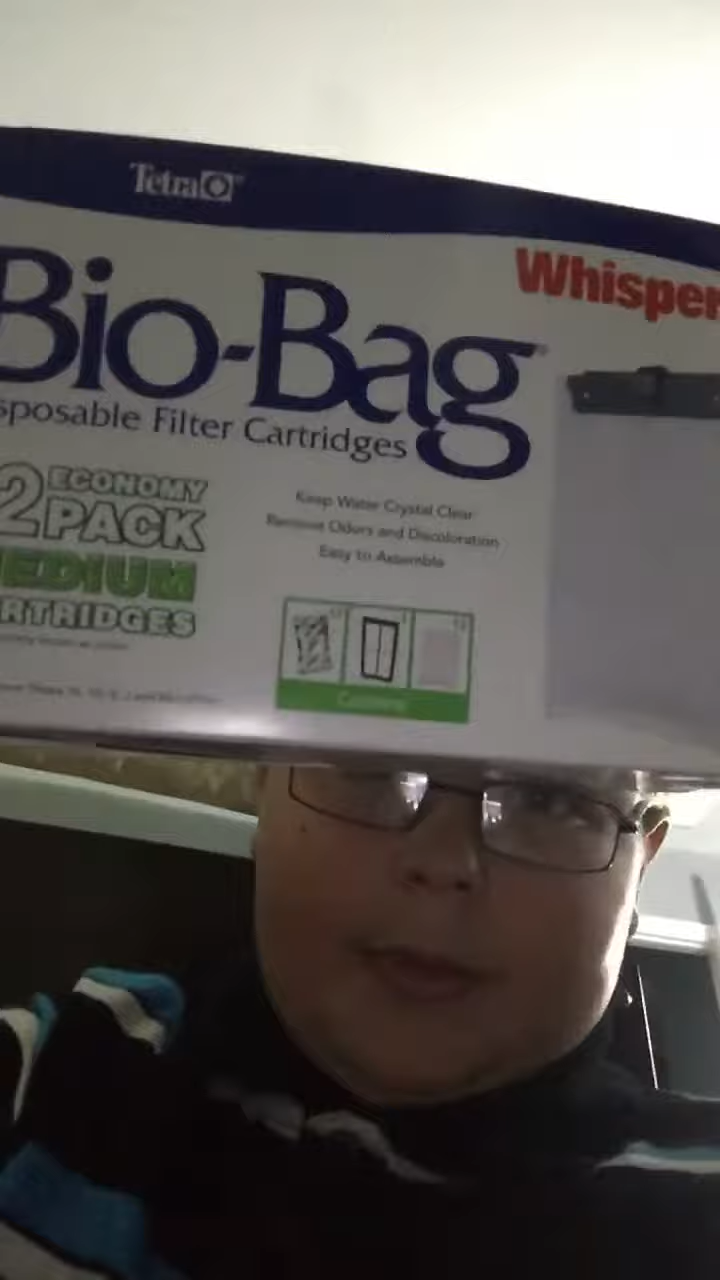 Tetra
Whisper
Bio-Bag
sposable Filter Cartridges
2 ECONOMY
PACK
EDIUM
RTRIDGES
Keep Water Crystal Clear
Remove Odors and Discoloration
Easy to Assemble